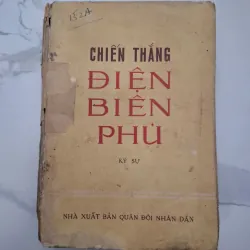 CHIẾN THẮNG
ĐIỆN
BIÊN
PHỦ
KÝ SỰ
NHÀ XUẤT BẢN QUÂN ĐỘI NHÂN DÂN